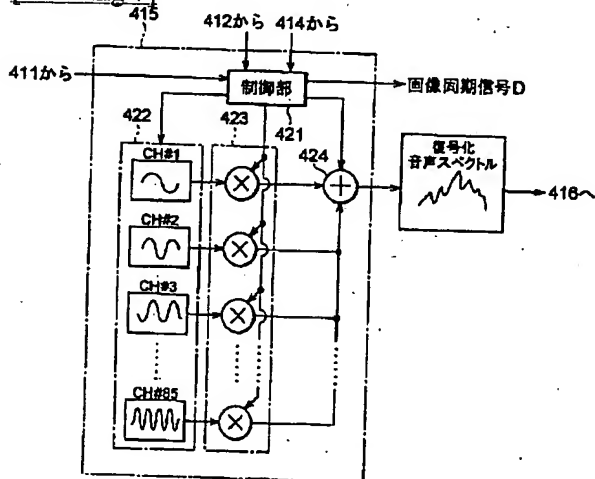 415
412から
414から
411から
制御部
画像同期信号D
421
422
423
424
CH#1
CH#2
CH#3
CH#85
復号化
音声スペクトル
416へ